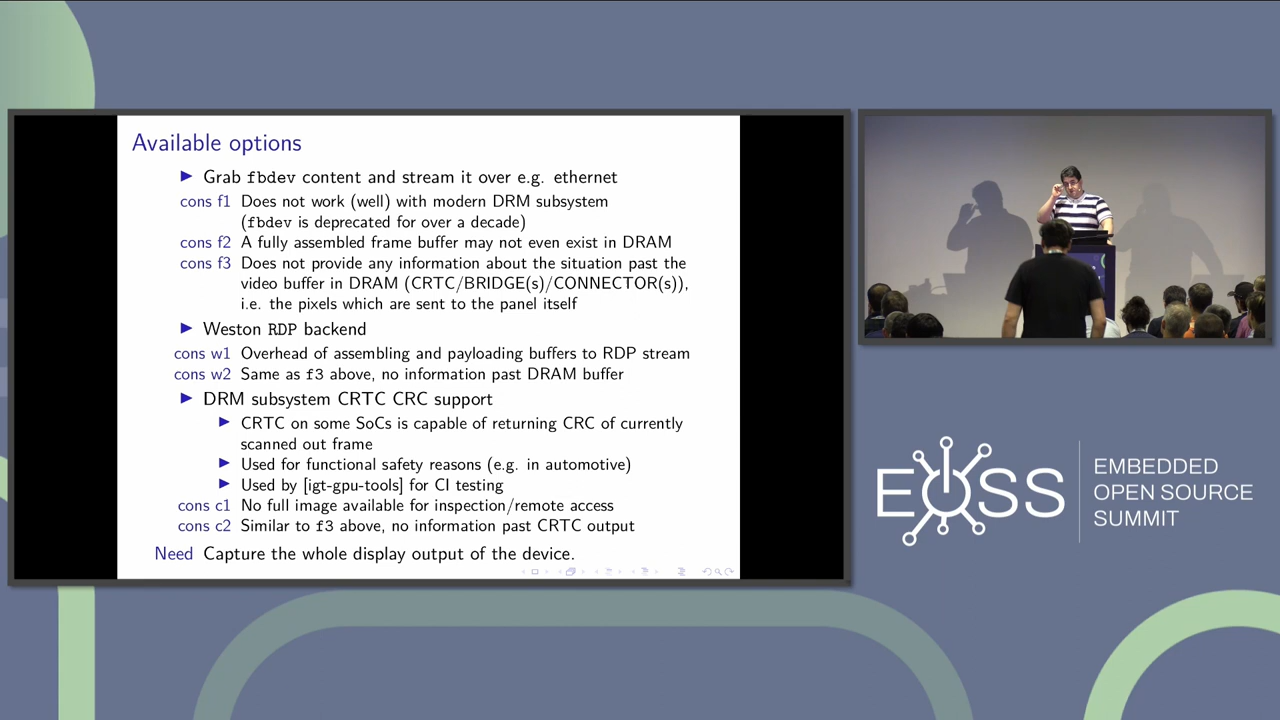 Available options
▶ Grab fbdev content and stream it over e.g. ethernet
cons f1 Does not work (well) with modern DRM subsystem
(fbdev is deprecated for over a decade)
cons f2 A fully assembled frame buffer may not even exist in DRAM
cons f3 Does not provide any information about the situation past the
video buffer in DRAM (CRTC/BRIDGE(s)/CONNECTOR(s)),
i.e. the pixels which are sent to the panel itself
▶ Weston RDP backend
cons w1 Overhead of assembling and payloading buffers to RDP stream
cons w2 Same as f3 above, no information past DRAM buffer
▶ DRM subsystem CRTC CRC support
▶ CRTC on some SoCs is capable of returning CRC of currently
scanned out frame
▶ Used for functional safety reasons (e.g. in automotive)
▶ Used by [igt-gpu-tools] for CI testing
cons c1 No full image available for inspection/remote access
cons c2 Similar to f3 above, no information past CRTC output
Need Capture the whole display output of the device.
EOSS
EMBEDDED
OPEN SOURCE
SUMMIT